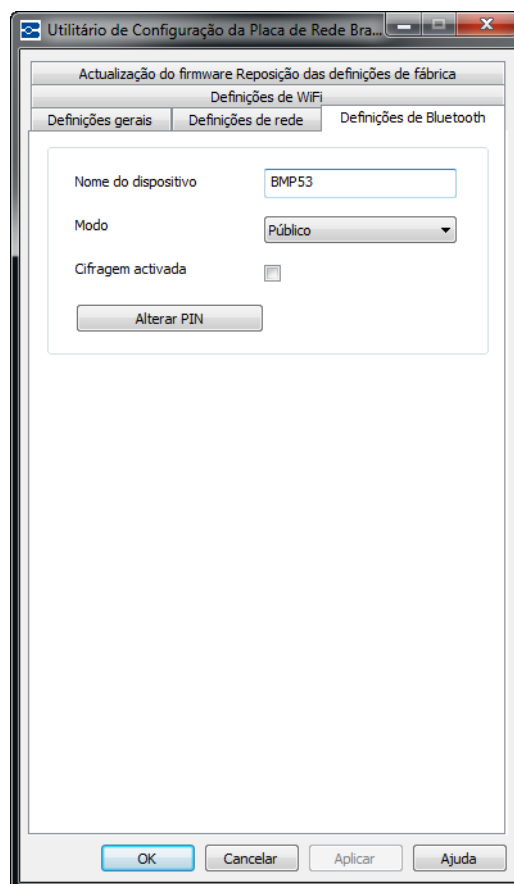 Utilitário de Configuração da Placa de Rede Bra...
Actualização do firmware Reposição das definições de fábrica
Definições de WiFi
Definições gerais Definições de rede Definições de Bluetooth
Nome do dispositivo BMP53
Modo Público
Cifragem activada
Alterar PIN
OK Cancelar Aplicar Ajuda